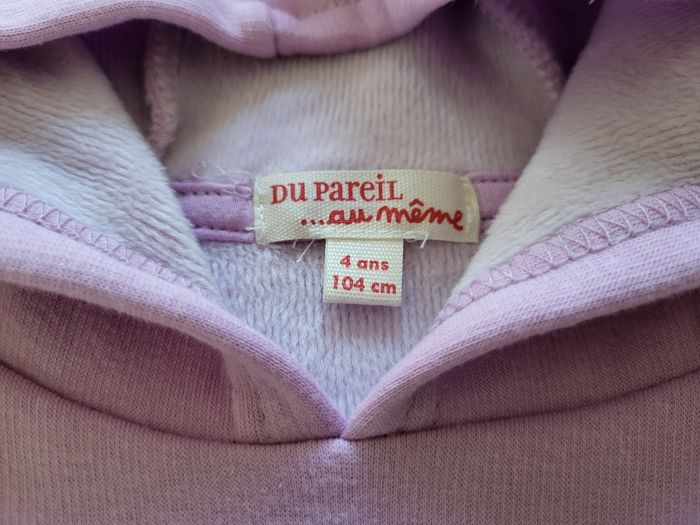 DU PAREIL
...au même
4 ans
104 cm